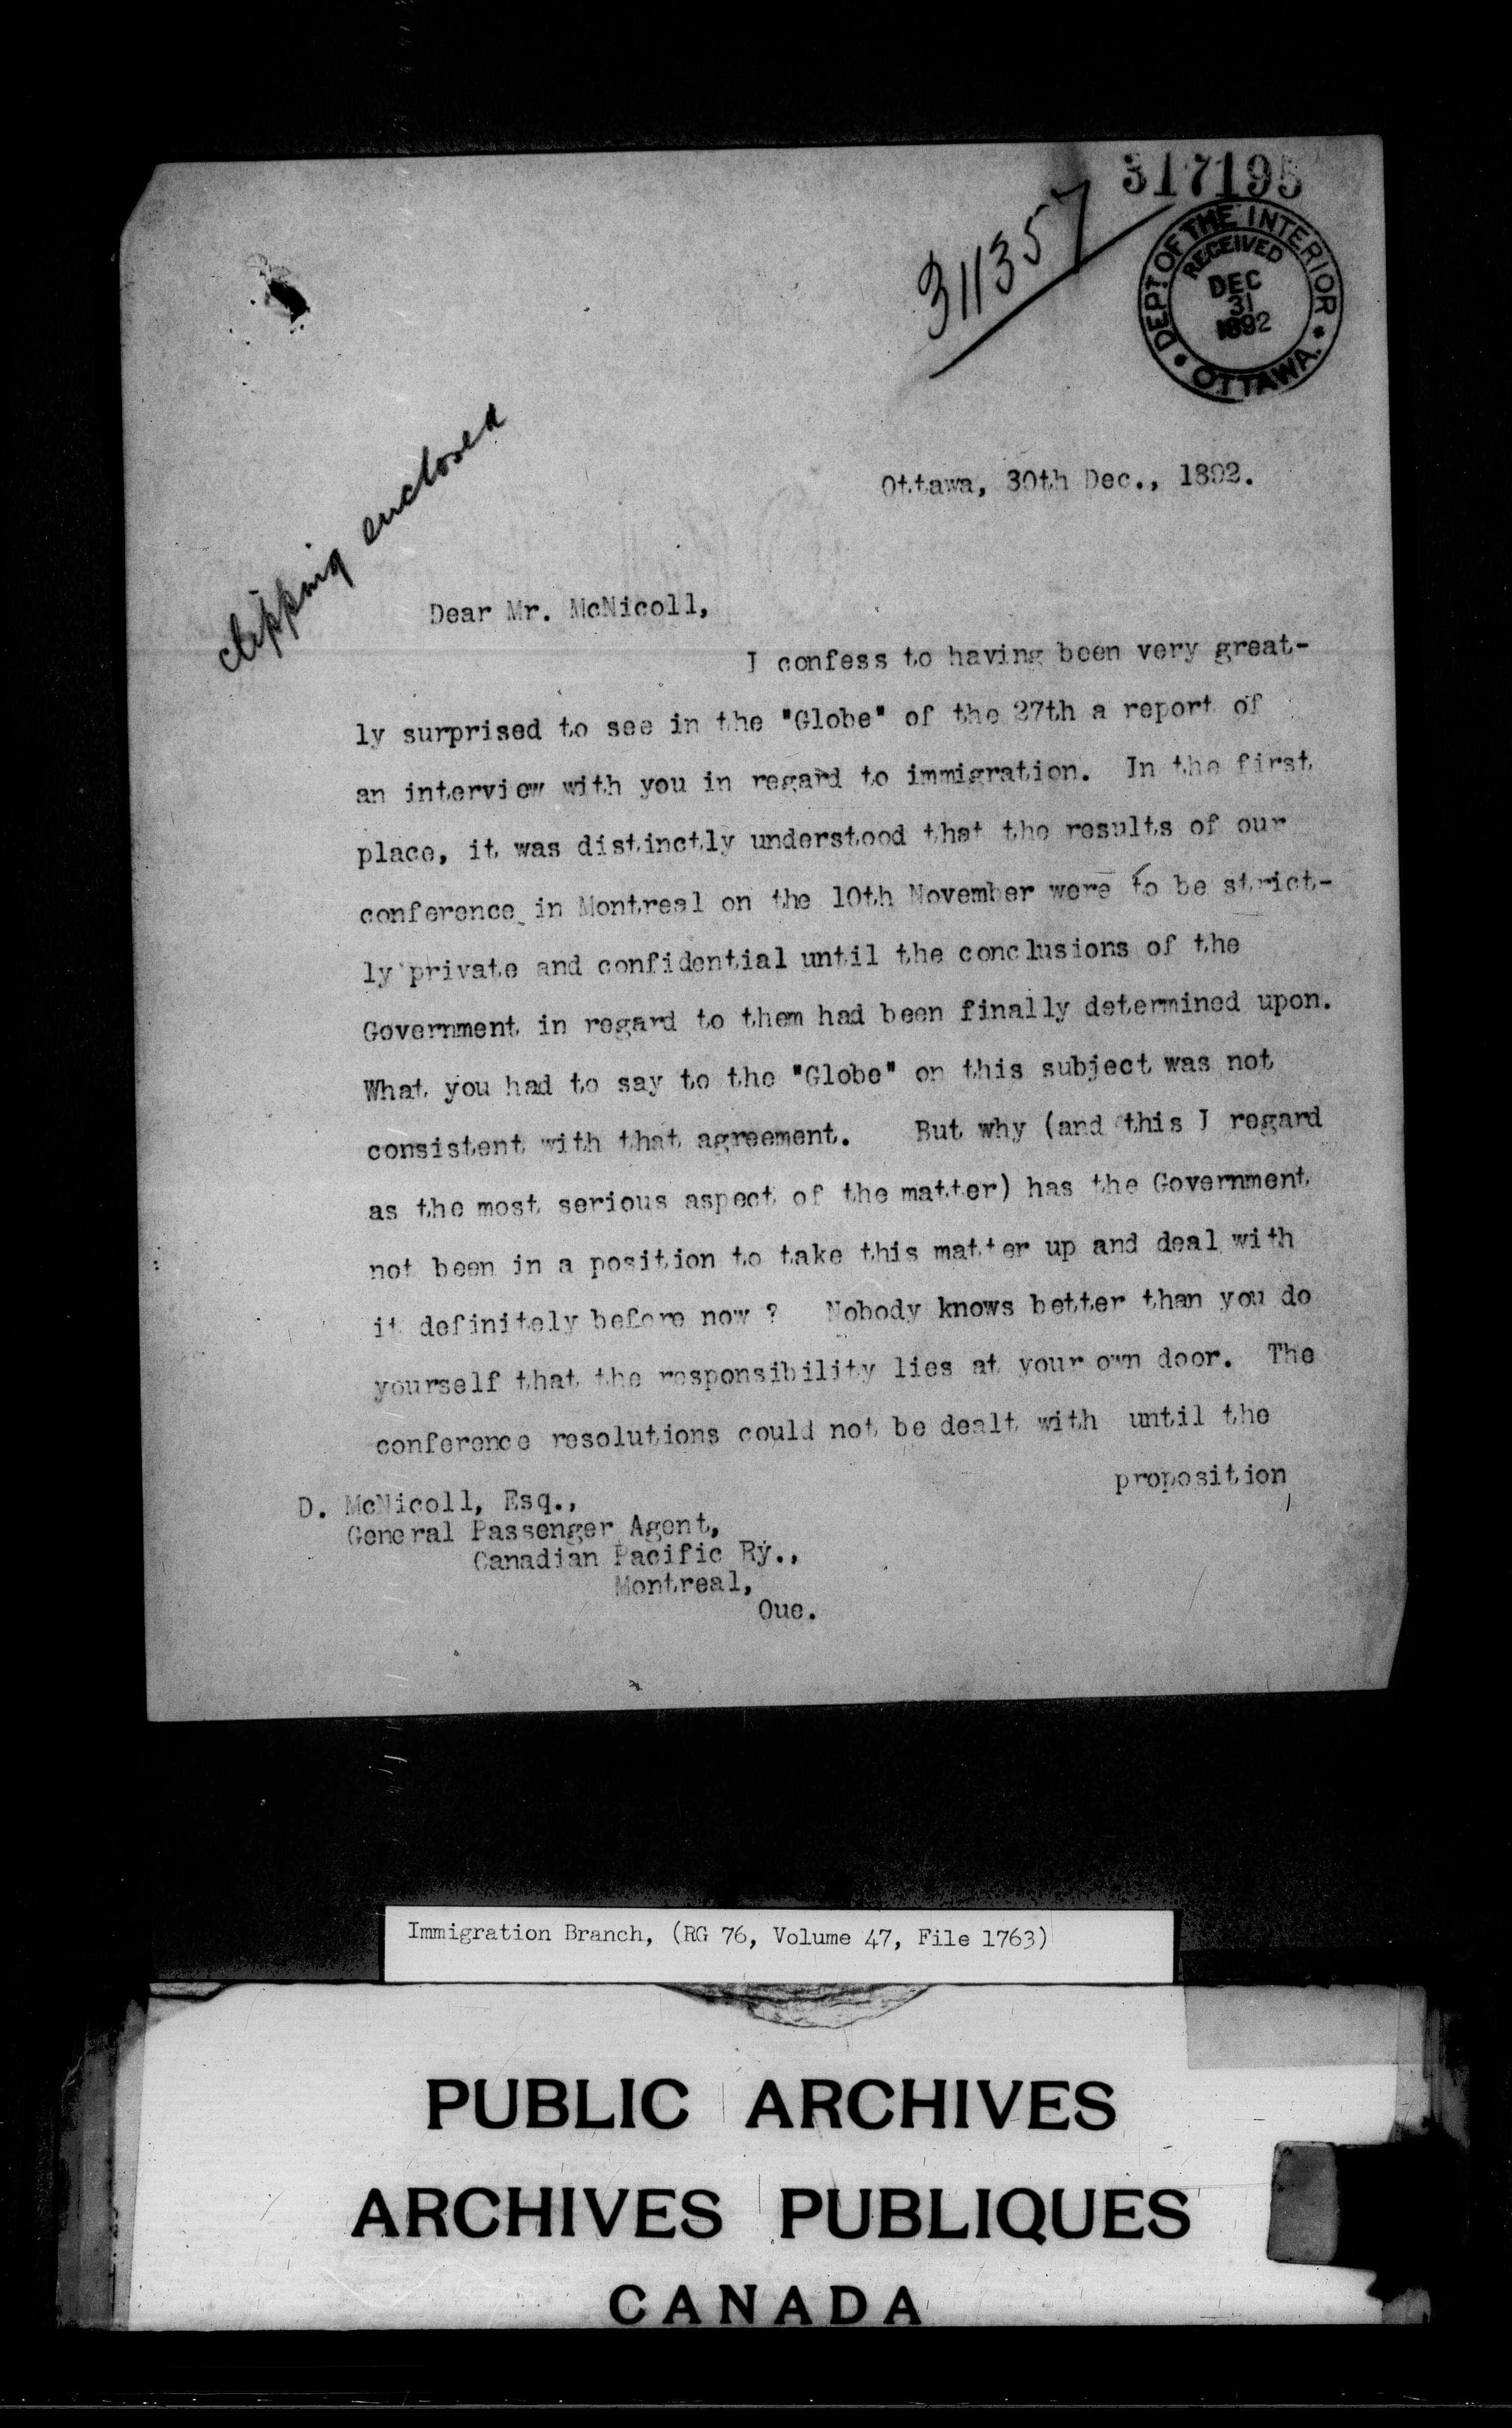 317195
311357
DEPT OF THE INTERIOR
RECEIVED
DEC
31
1892
OTTAWA.
clipping enclosed
Ottawa, 30th Dec., 1892.
Dear Mr. McNicoll,
I confess to having been very great-
ly surprised to see in the "Globe" of the 27th a report of
an interview with you in regard to immigration. In the first
place, it was distinctly understood that the results of our
conference in Montreal on the 10th November were to be strict-
ly private and confidential until the conclusions of the
Government in regard to them had been finally determined upon.
What you had to say to the "Globe" on this subject was not
consistent with that agreement. But why (and this I regard
as the most serious aspect of the matter) has the Government
not been in a position to take this matter up and deal with
it definitely before now ? Nobody knows better than you do
yourself that the responsibility lies at your own door. The
conference resolutions could not be dealt with until the
proposition
D. McNicoll, Esq.,
General Passenger Agent,
Canadian Pacific Ry.,
Montreal,
Que.
Immigration Branch, (RG 76, Volume 47, File 1763)
PUBLIC ARCHIVES
ARCHIVES PUBLIQUES
CANADA